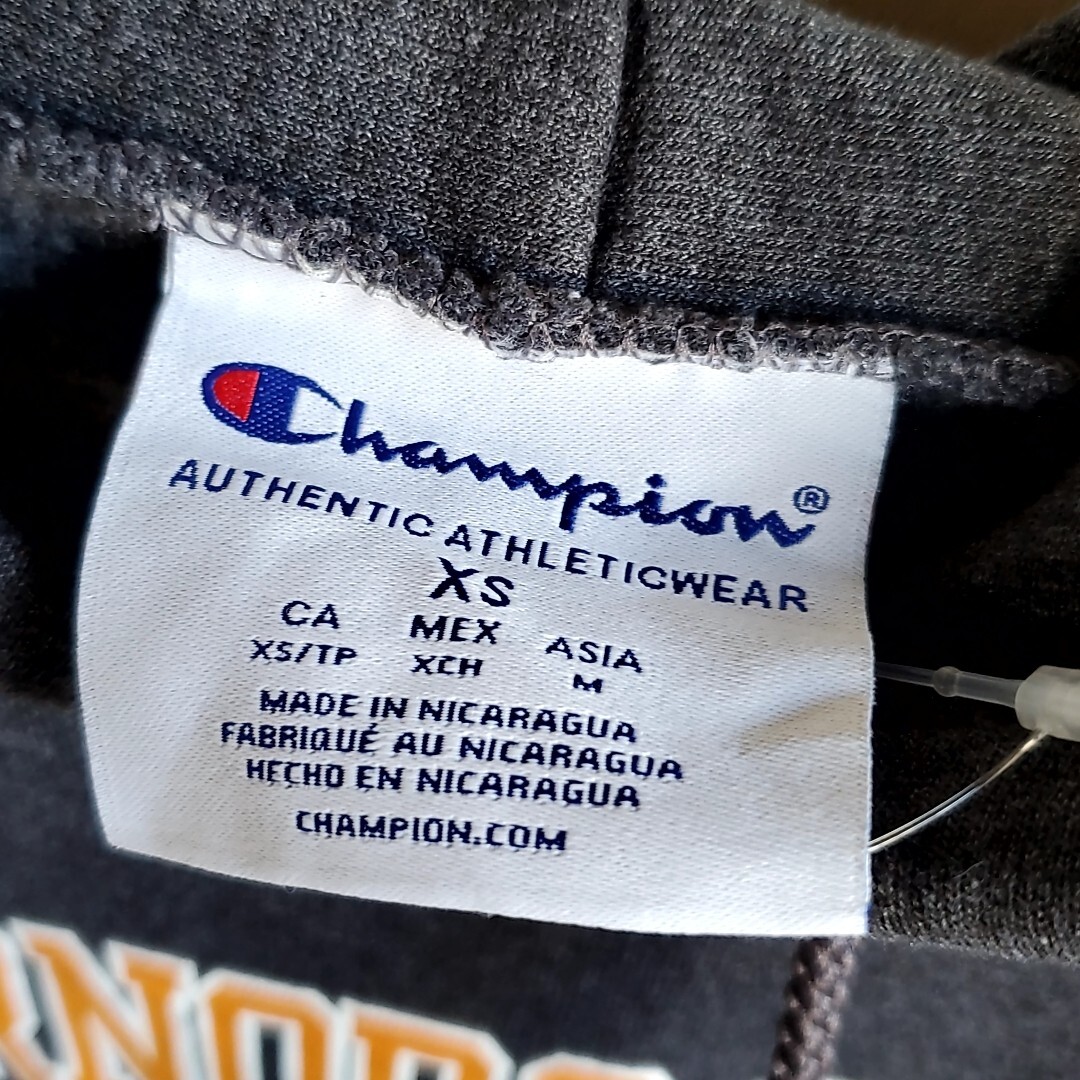 Champion®
AUTHENTIC ATHLETICWEAR
XS
CA MEX ASIA
XS/TP XCH M
MADE IN NICARAGUA
FABRIQUÉ AU NICARAGUA
HECHO EN NICARAGUA
CHAMPION.COM